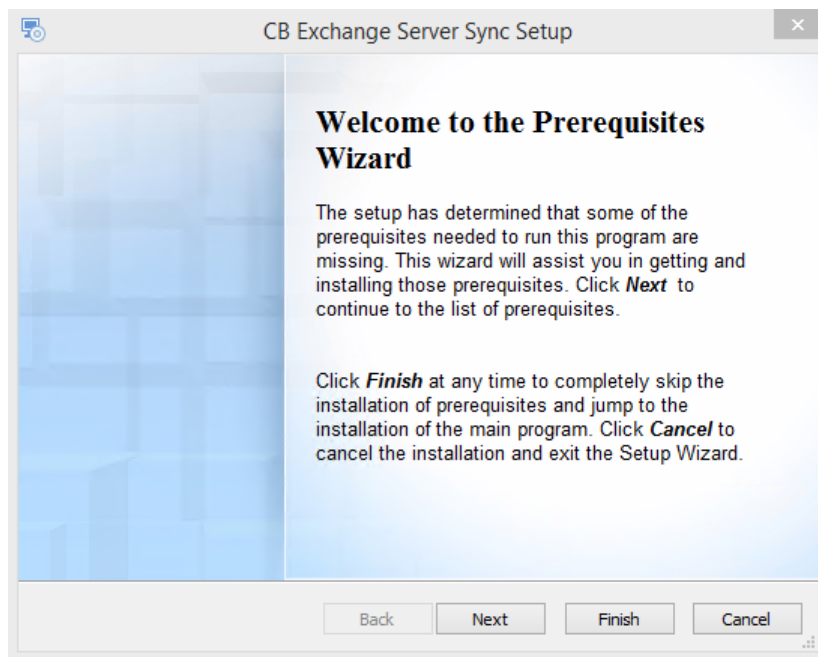 CB Exchange Server Sync Setup
Welcome to the Prerequisites
Wizard
The setup has determined that some of the
prerequisites needed to run this program are
missing. This wizard will assist you in getting and
installing those prerequisites. Click Next to
continue to the list of prerequisites.
Click Finish at any time to completely skip the
installation of prerequisites and jump to the
installation of the main program. Click Cancel to
cancel the installation and exit the Setup Wizard.
Back Next Finish Cancel